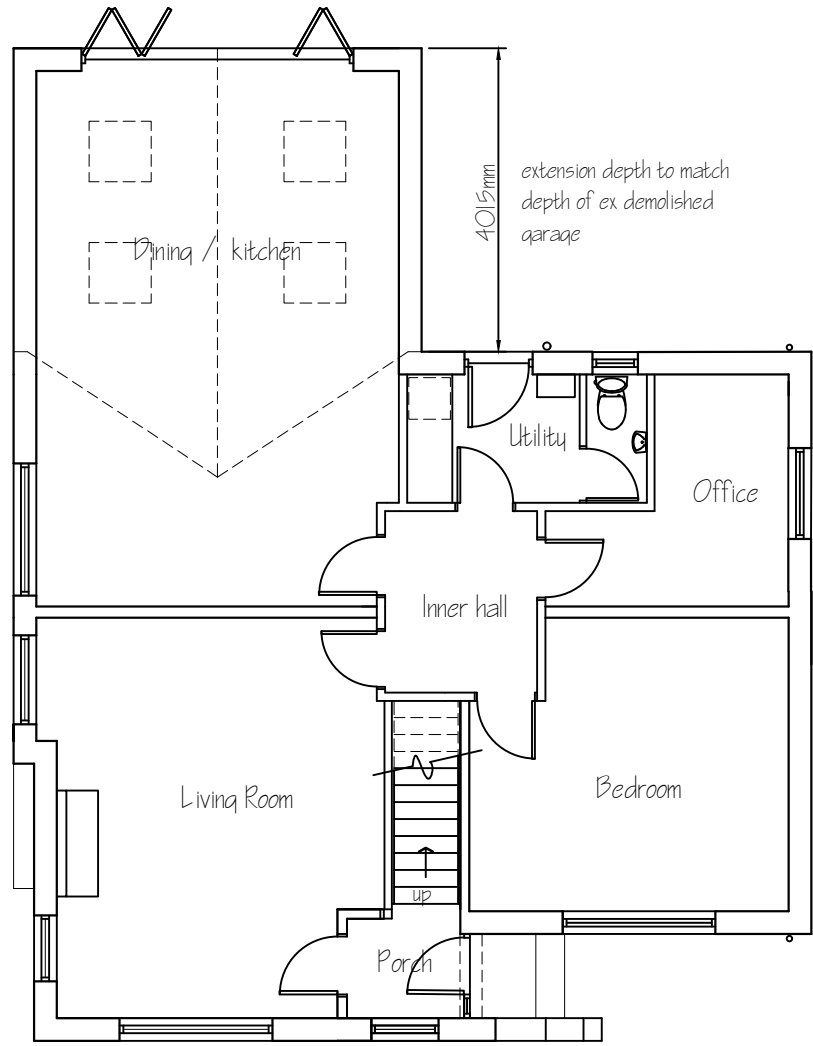 4015mm
extension depth to match
depth of ex demolished
garage
Dining / kitchen
Utility
Office
Inner hall
Living Room
Bedroom
up
Porch